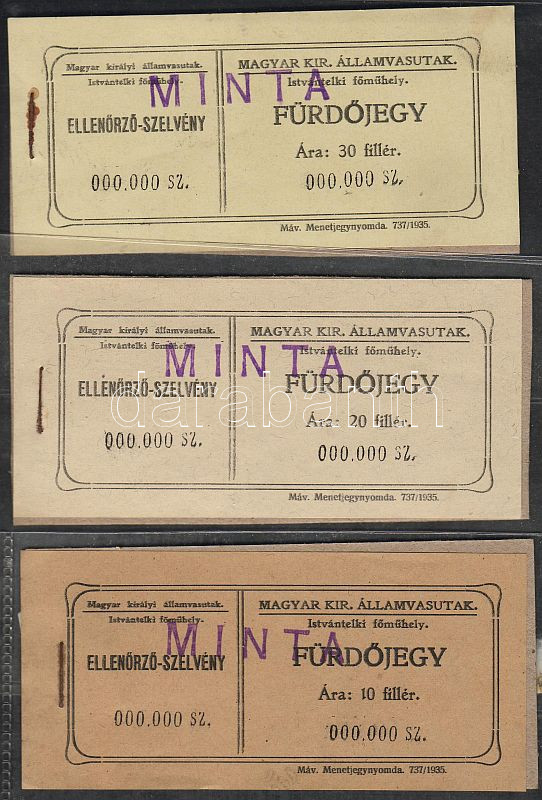 Magyar királyi államvasutak.
Istvántelki főműhely.
ELLENŐRZŐ-SZELVÉNY
000,000 SZ.
MAGYAR KIR. ÁLLAMVASUTAK.
Istvántelki főműhely.
FÜRDŐJEGY
Ára: 30 fillér.
000,000 SZ.
MINTA
Máv. Menetjegynyomda. 737/1935.
Magyar királyi államvasutak.
Istvántelki főműhely.
ELLENŐRZŐ-SZELVÉNY
000,000 SZ.
MAGYAR KIR. ÁLLAMVASUTAK.
Istvántelki főműhely.
FÜRDŐJEGY
Ára: 20 fillér.
000,000 SZ.
MINTA
darabanth
Máv. Menetjegynyomda. 737/1935.
Magyar királyi államvasutak.
Istvántelki főműhely.
ELLENŐRZŐ-SZELVÉNY
000,000 SZ.
MAGYAR KIR. ÁLLAMVASUTAK.
Istvántelki főműhely.
FÜRDŐJEGY
Ára: 10 fillér.
000,000 SZ.
MINTA
Máv. Menetjegynyomda. 737/1935.